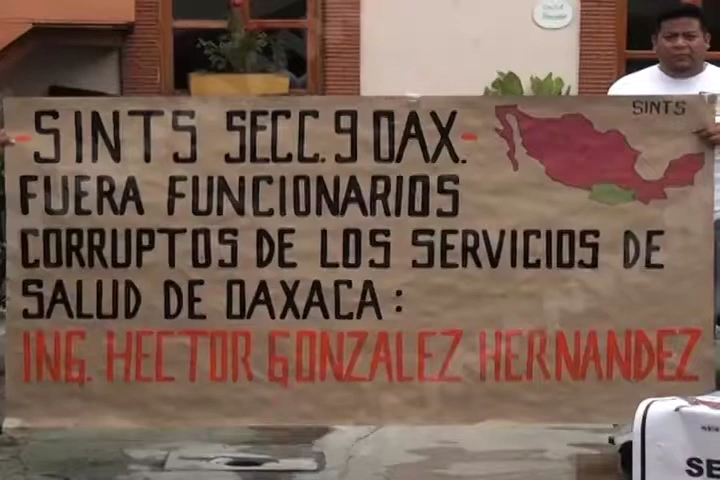 SINTS
-SINTS SECC. 9 OAX.-
FUERA FUNCIONARIOS
CORRUPTOS DE LOS SERVICIOS DE
SALUD DE OAXACA:
ING. HECTOR GONZALEZ HERNANDEZ
SE